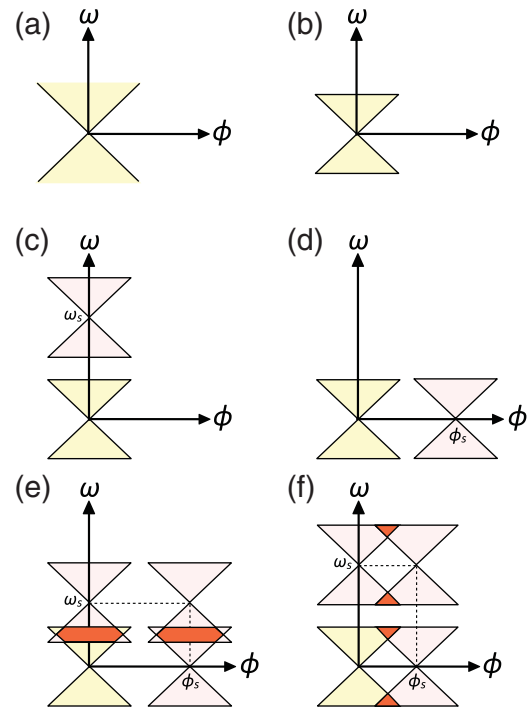 (a) ω ϕ
(b) ω ϕ
(c) ω ωs ϕ
(d) ω ϕs ϕ
(e) ω ωs ϕs ϕ
(f) ω ωs ϕs ϕ